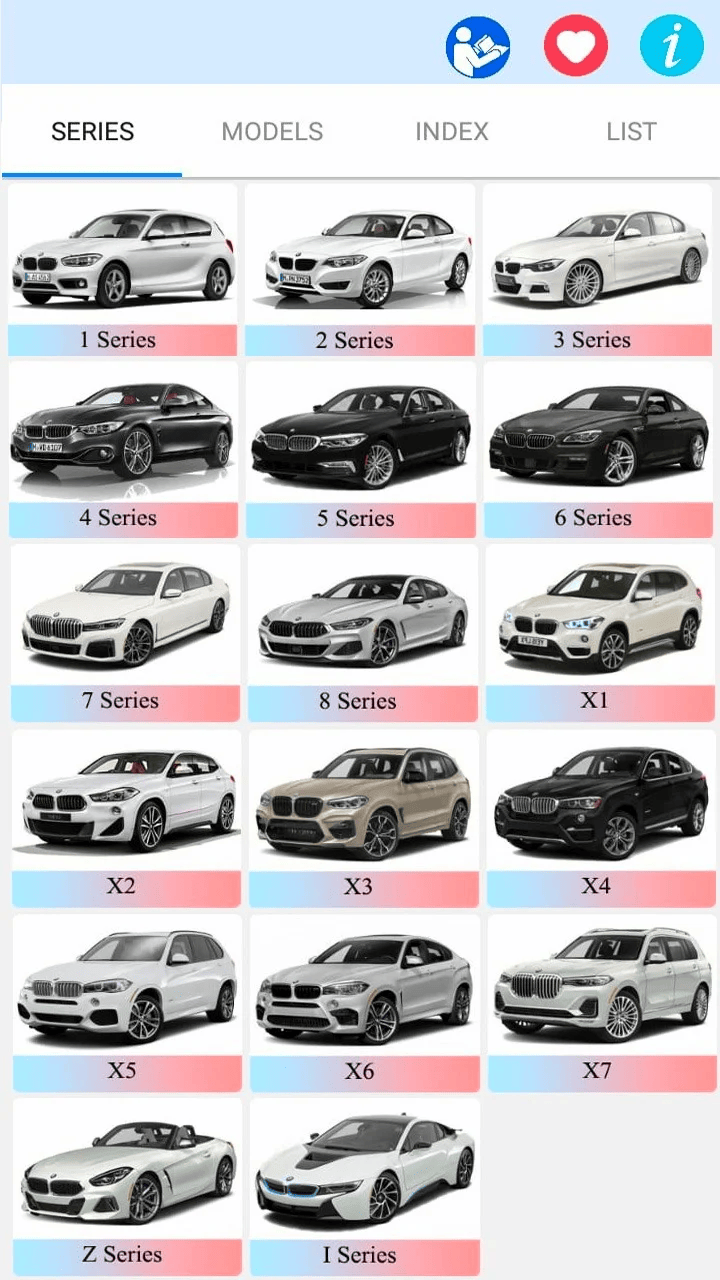 i
SERIES MODELS INDEX LIST
1 Series 2 Series 3 Series
4 Series 5 Series 6 Series
7 Series 8 Series X1
X2 X3 X4
X5 X6 X7
Z Series I Series